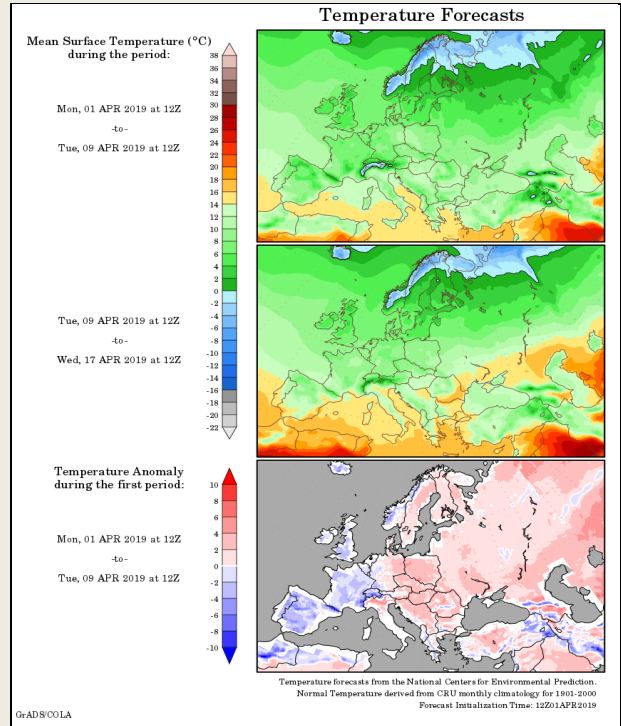 Temperature Forecasts
Mean Surface Temperature (°C)
during the period:
Mon, 01 APR 2019 at 12Z
-to-
Tue, 09 APR 2019 at 12Z
38
36
34
32
30
28
26
24
22
20
18
16
14
12
10
8
6
4
2
0
-2
-4
-6
-8
-10
-12
-14
-16
-18
-20
-22
Tue, 09 APR 2019 at 12Z
-to-
Wed, 17 APR 2019 at 12Z
Temperature Anomaly
during the first period:
Mon, 01 APR 2019 at 12Z
-to-
Tue, 09 APR 2019 at 12Z
10
8
6
4
2
0
-2
-4
-6
-8
-10
Temperature forecasts from the National Centers for Environmental Prediction.
Normal Temperature derived from CRU monthly climatology for 1901-2000
Forecast Initialization Time: 12Z01APR2019
GrADS/COLA